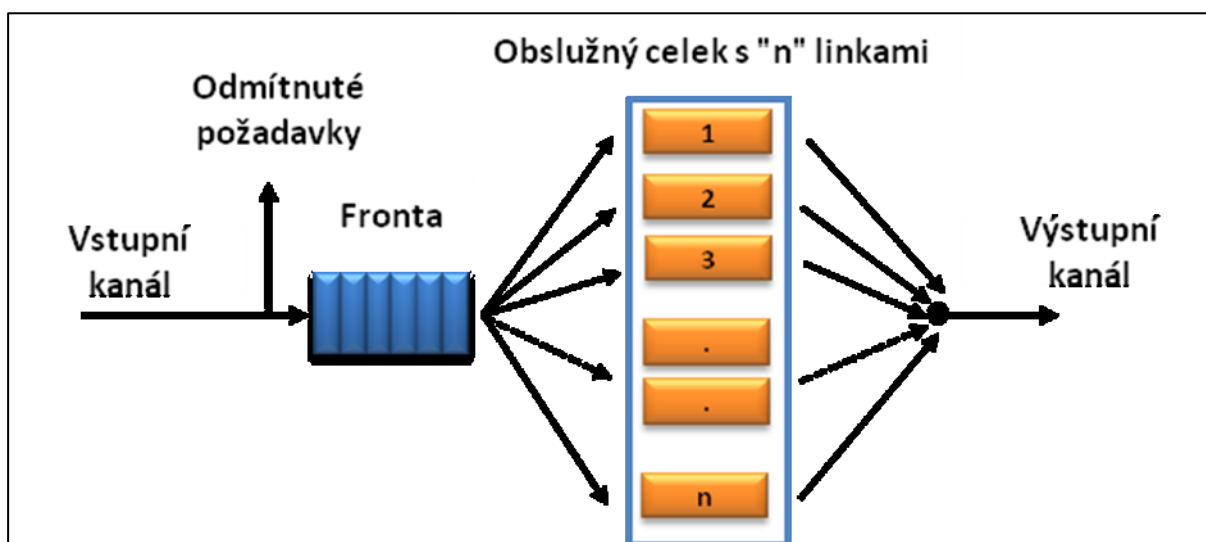 Obslužný celek s "n" linkami
Odmítnuté
požadavky
Fronta
Vstupní
kanál
1
2
3
.
.
n
Výstupní
kanál